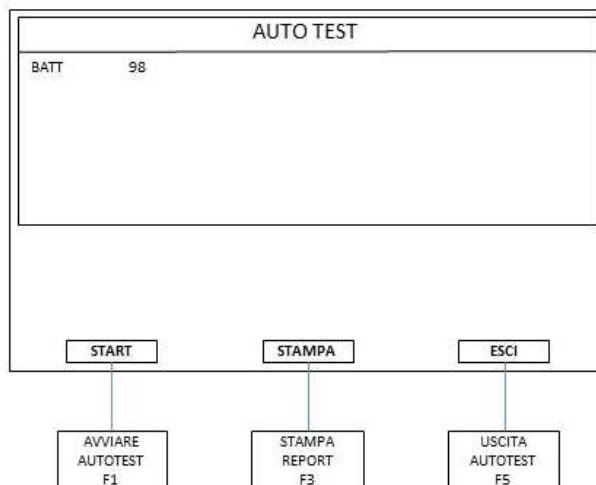 AUTO TEST
BATT 98
START STAMPA ESCI
AVVIARE AUTOTEST F1
STAMPA REPORT F3
USCITA AUTOTEST F5